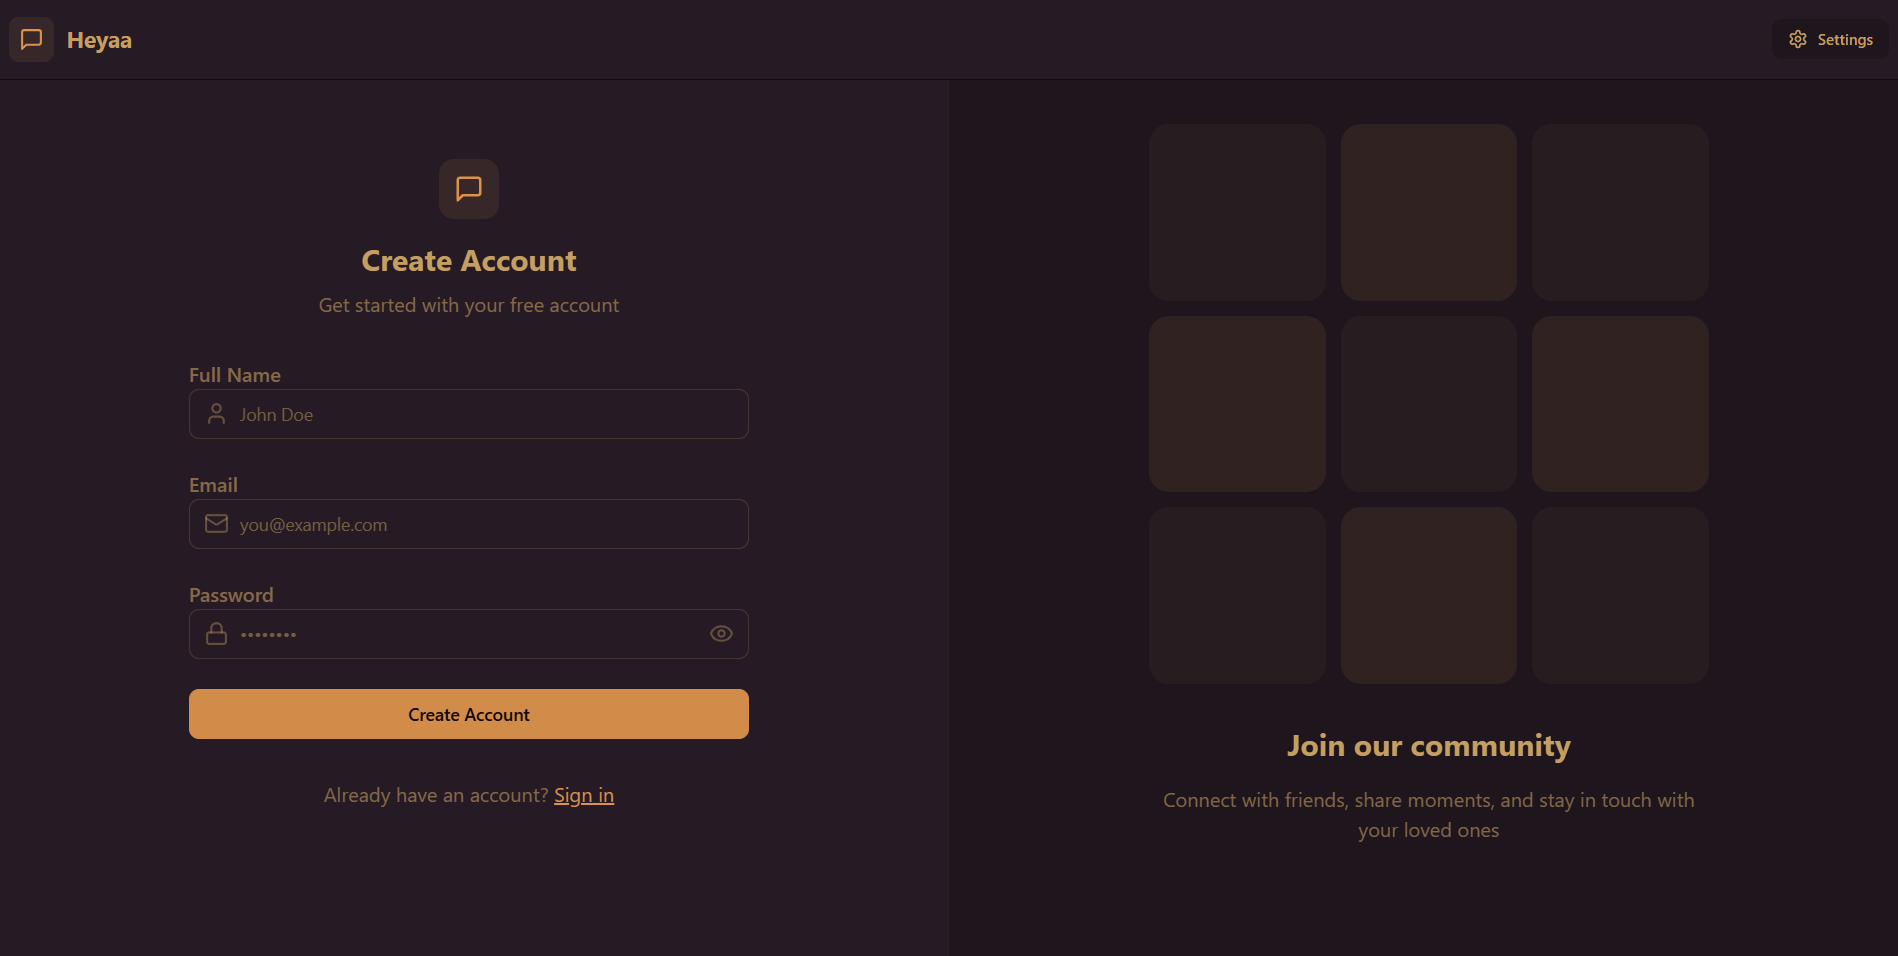 Heyaa
Settings
Create Account
Get started with your free account
Full Name
John Doe
Email
you@example.com
Password
••••••••
Create Account
Already have an account? Sign in
Join our community
Connect with friends, share moments, and stay in touch with
your loved ones